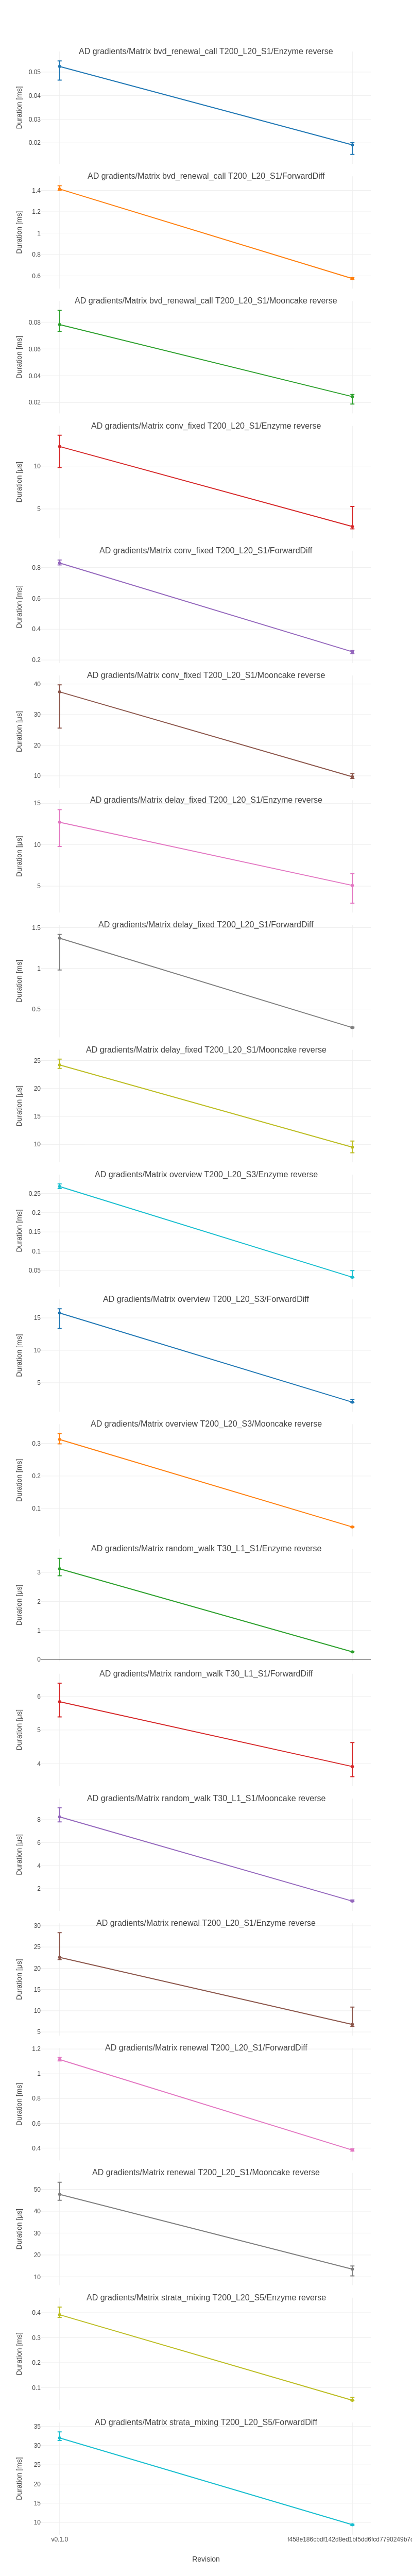 AD gradients/Matrix bvd_renewal_call T200_L20_S1/Enzyme reverse
Duration [ms]
0.05
0.04
0.03
0.02
AD gradients/Matrix bvd_renewal_call T200_L20_S1/ForwardDiff
Duration [ms]
1.4
1.2
1
0.8
0.6
AD gradients/Matrix bvd_renewal_call T200_L20_S1/Mooncake reverse
Duration [ms]
0.08
0.06
0.04
0.02
AD gradients/Matrix conv_fixed T200_L20_S1/Enzyme reverse
Duration [µs]
10
5
AD gradients/Matrix conv_fixed T200_L20_S1/ForwardDiff
Duration [ms]
0.8
0.6
0.4
0.2
AD gradients/Matrix conv_fixed T200_L20_S1/Mooncake reverse
Duration [µs]
40
30
20
10
AD gradients/Matrix delay_fixed T200_L20_S1/Enzyme reverse
Duration [µs]
15
10
5
AD gradients/Matrix delay_fixed T200_L20_S1/ForwardDiff
Duration [ms]
1.5
1
0.5
AD gradients/Matrix delay_fixed T200_L20_S1/Mooncake reverse
Duration [µs]
25
20
15
10
AD gradients/Matrix overview T200_L20_S3/Enzyme reverse
Duration [ms]
0.25
0.2
0.15
0.1
0.05
AD gradients/Matrix overview T200_L20_S3/ForwardDiff
Duration [ms]
15
10
5
AD gradients/Matrix overview T200_L20_S3/Mooncake reverse
Duration [ms]
0.3
0.2
0.1
AD gradients/Matrix random_walk T30_L1_S1/Enzyme reverse
Duration [µs]
3
2
1
0
AD gradients/Matrix random_walk T30_L1_S1/ForwardDiff
Duration [µs]
6
5
4
AD gradients/Matrix random_walk T30_L1_S1/Mooncake reverse
Duration [µs]
8
6
4
2
AD gradients/Matrix renewal T200_L20_S1/Enzyme reverse
Duration [µs]
30
25
20
15
10
5
AD gradients/Matrix renewal T200_L20_S1/ForwardDiff
Duration [ms]
1.2
1
0.8
0.6
0.4
AD gradients/Matrix renewal T200_L20_S1/Mooncake reverse
Duration [µs]
50
40
30
20
10
AD gradients/Matrix strata_mixing T200_L20_S5/Enzyme reverse
Duration [ms]
0.4
0.3
0.2
0.1
AD gradients/Matrix strata_mixing T200_L20_S5/ForwardDiff
Duration [ms]
35
30
25
20
15
10
v0.1.0
Revision